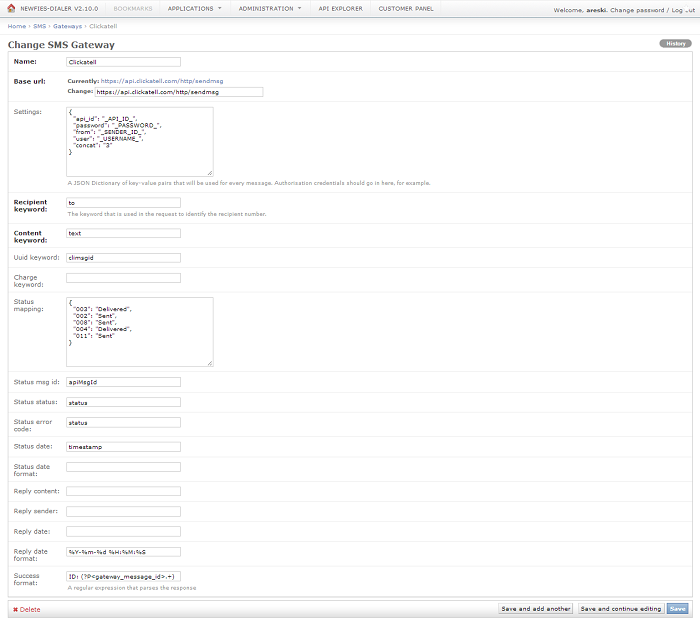 NEWFIES-DIALER V2.10.0 BOOKMARKS APPLICATIONS ADMINISTRATION API EXPLORER CUSTOMER PANEL Welcome, areski. Change password / Log out
Home › SMS › Gateways › Clickatell
Change SMS Gateway History
Name: Clickatell
Base url: Currently: https://api.clickatell.com/http/sendmsg
Change: https://api.clickatell.com/http/sendmsg
Settings: {
"api_id": "_API_ID_",
"password": "_PASSWORD_",
"from": "_SENDER_ID_",
"user": "_USERNAME_",
"concat": "3"
}
A JSON Dictionary of key-value pairs that will be used for every message. Authorisation credentials should go in here, for example.
Recipient keyword: to
The keyword that is used in the request to identify the recipient number.
Content keyword: text
Uuid keyword: climsgid
Charge keyword:
Status mapping: {
"003": "Delivered",
"002": "Sent",
"008": "Sent",
"004": "Delivered",
"011": "Sent"
}
Status msg id: apiMsgId
Status status: status
Status error code: status
Status date: timestamp
Status date format:
Reply content:
Reply sender:
Reply date:
Reply date format: %Y-%m-%d %H:%M:%S
Success format: ID: (?P<gateway_message_id>.+)
A regular expression that parses the response
Delete Save and add another Save and continue editing Save